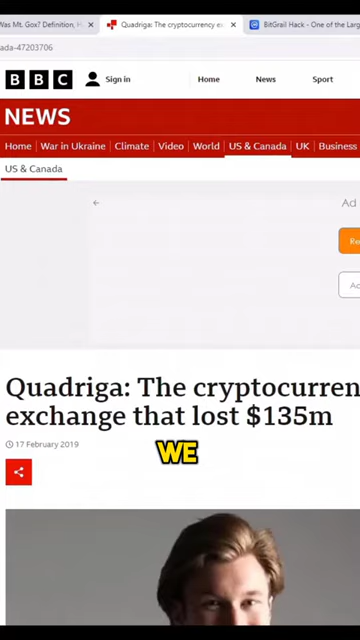 Was Mt. Gox? Definition, H
Quadriga: The cryptocurrency ex
BitGrail Hack - One of the Larg
ada-47203706
BBC
Sign in
Home
News
Sport
NEWS
Home
War in Ukraine
Climate
Video
World
US & Canada
UK
Business
US & Canada
Ad
Re
Ad
Quadriga: The cryptocurren
exchange that lost $135m
17 February 2019
WE